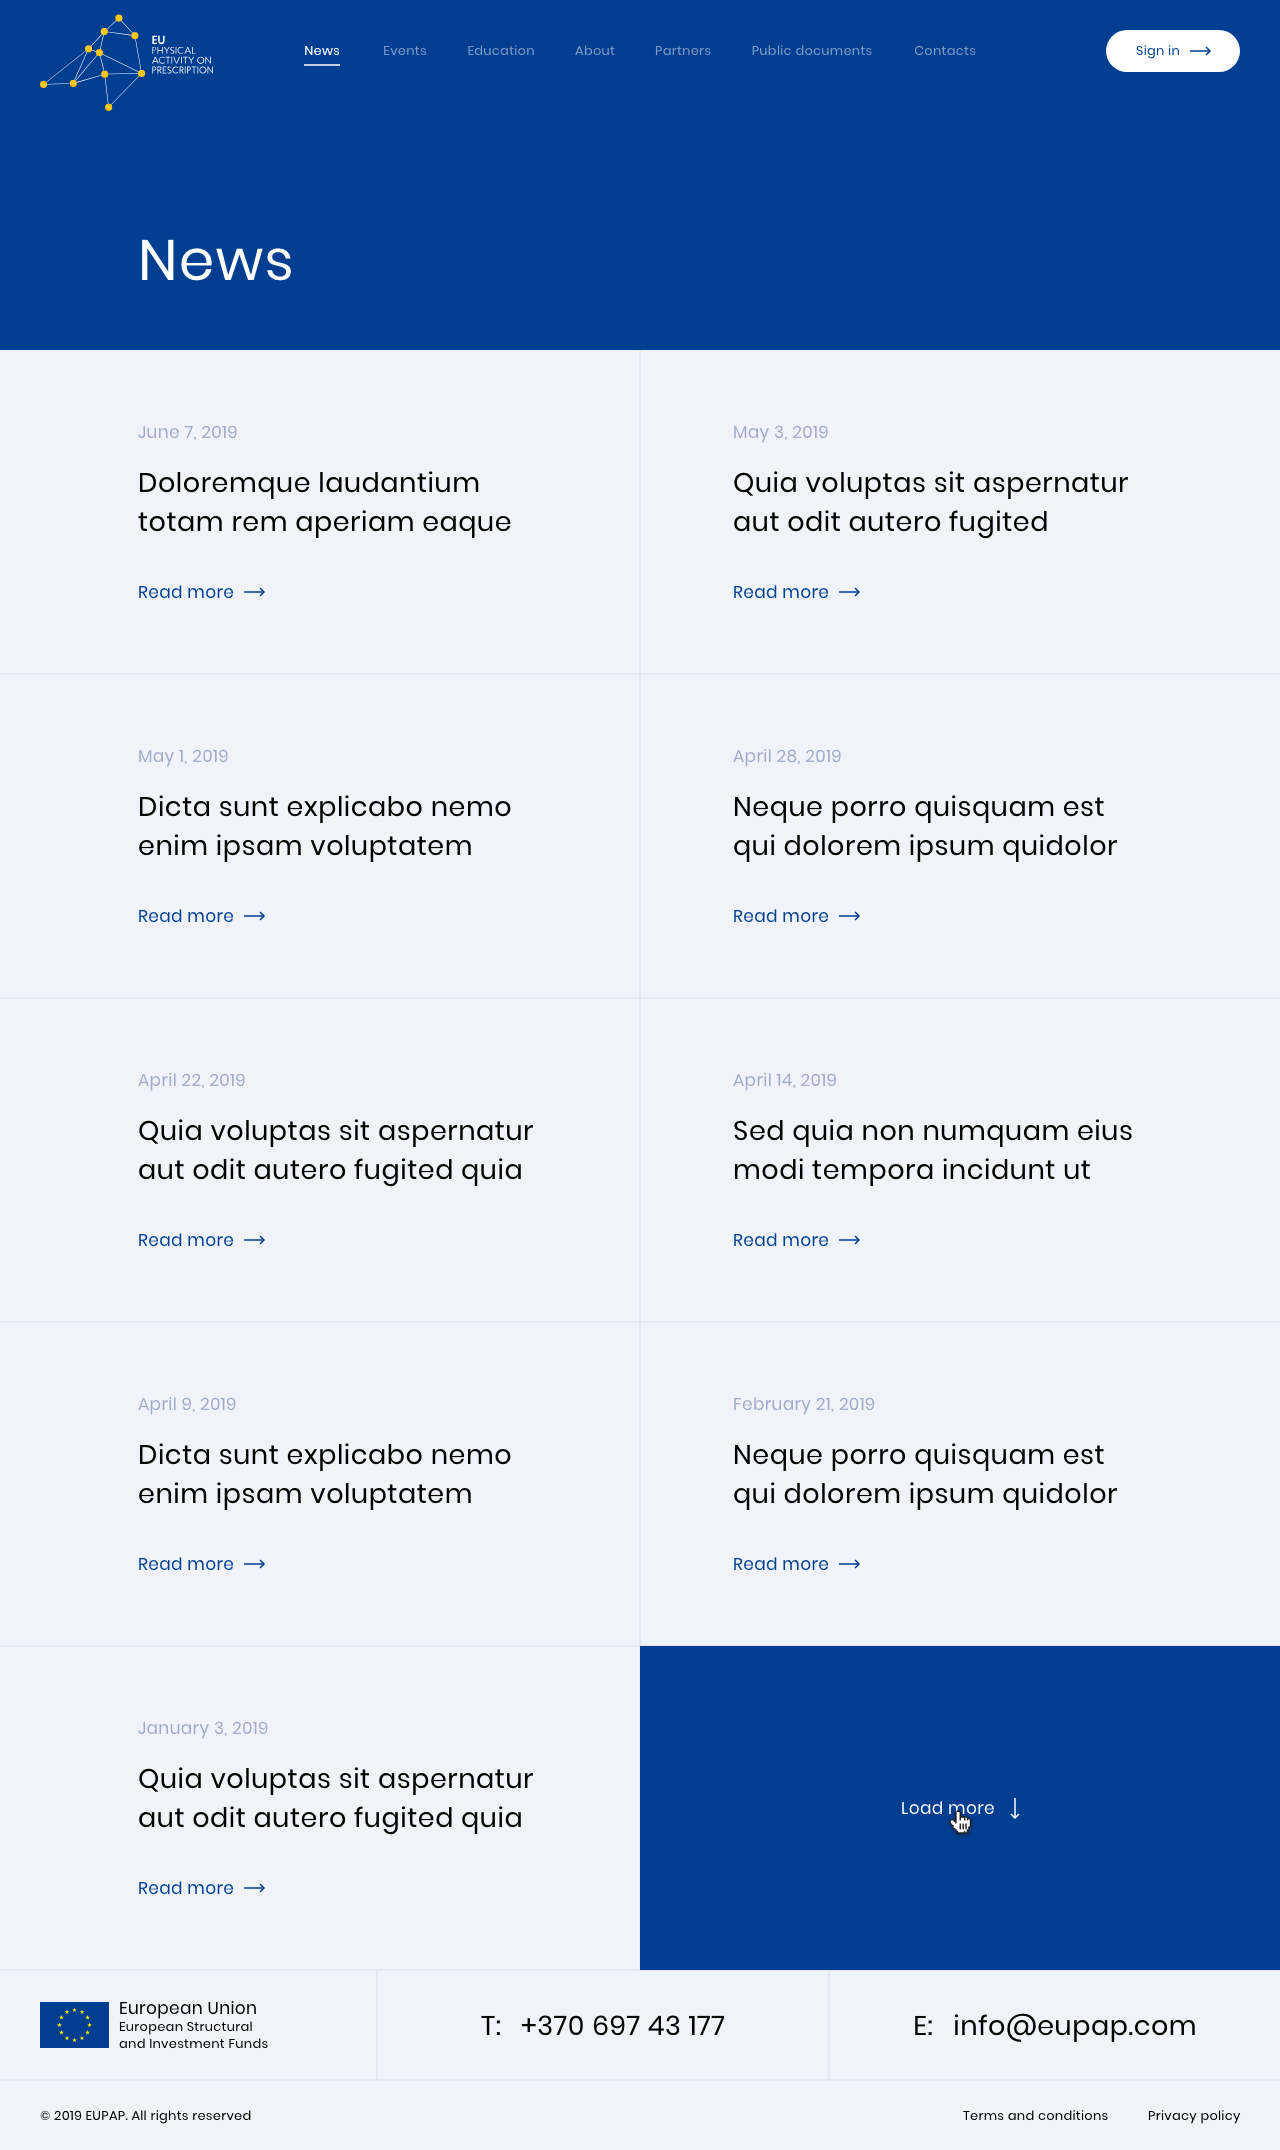 EU
PHYSICAL
ACTIVITY ON
PRESCRIPTION
News
Events
Education
About
Partners
Public documents
Contacts
Sign in
News
June 7, 2019
Doloremque laudantium
totam rem aperiam eaque
Read more
May 3, 2019
Quia voluptas sit aspernatur
aut odit autero fugited
Read more
May 1, 2019
Dicta sunt explicabo nemo
enim ipsam voluptatem
Read more
April 28, 2019
Neque porro quisquam est
qui dolorem ipsum quidolor
Read more
April 22, 2019
Quia voluptas sit aspernatur
aut odit autero fugited quia
Read more
April 14, 2019
Sed quia non numquam eius
modi tempora incidunt ut
Read more
April 9, 2019
Dicta sunt explicabo nemo
enim ipsam voluptatem
Read more
February 21, 2019
Neque porro quisquam est
qui dolorem ipsum quidolor
Read more
January 3, 2019
Quia voluptas sit aspernatur
aut odit autero fugited quia
Read more
Load more
European Union
European Structural
and Investment Funds
T: +370 697 43 177
E: info@eupap.com
© 2019 EUPAP. All rights reserved
Terms and conditions
Privacy policy